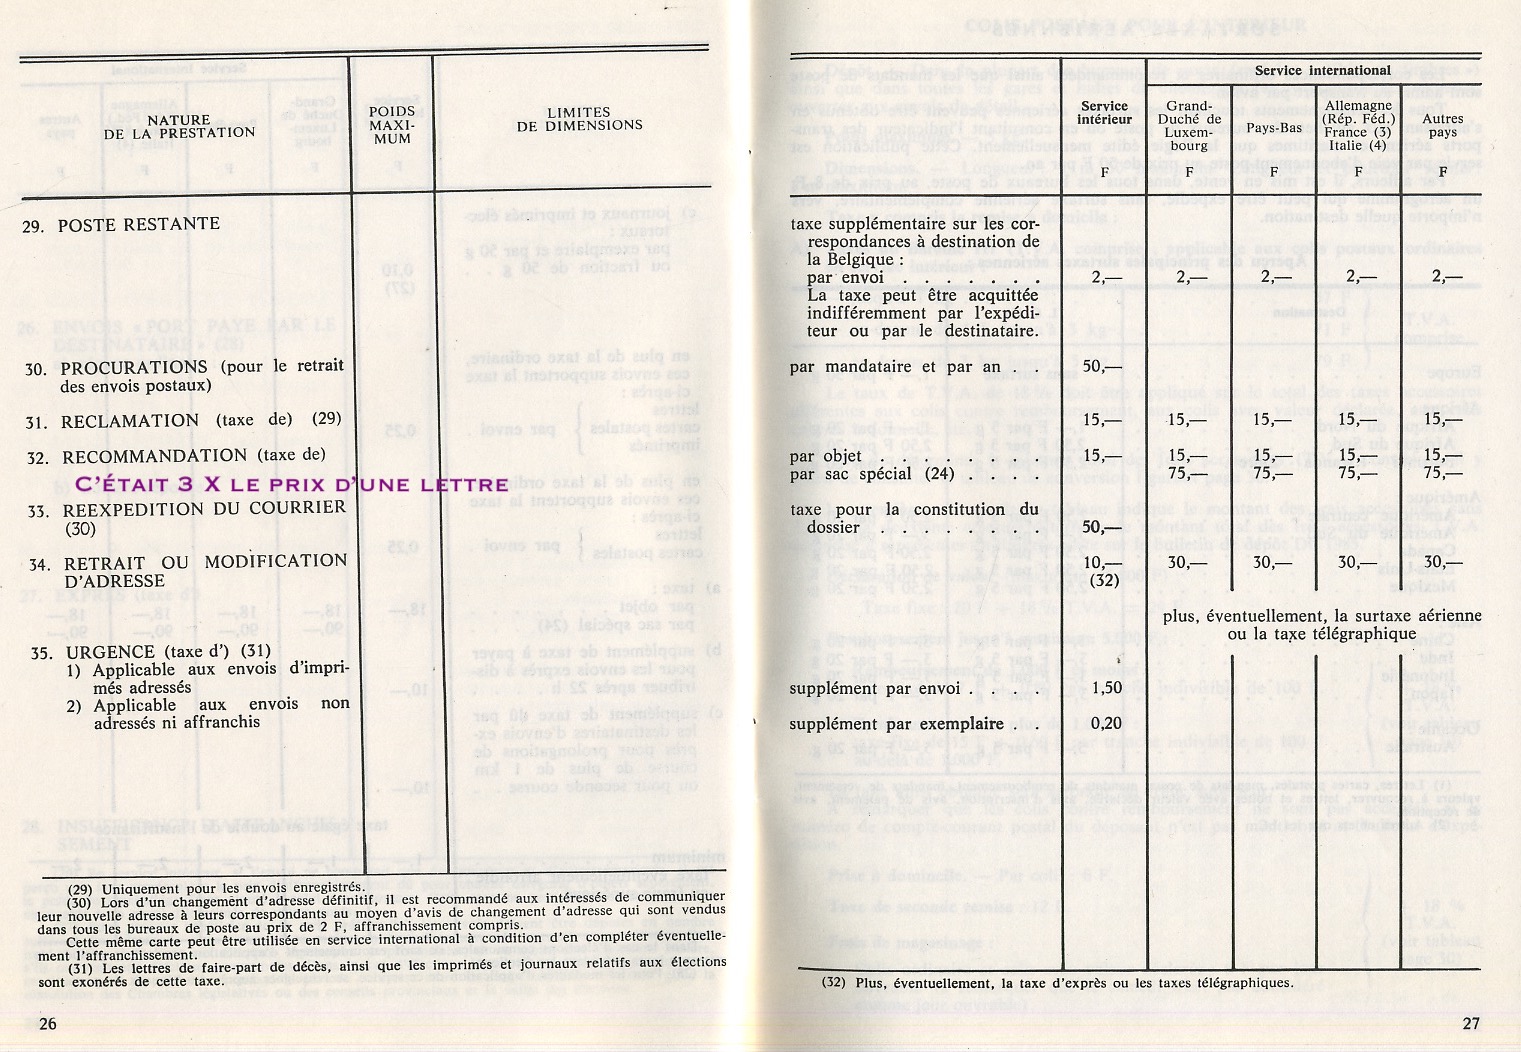 NATURE
DE LA PRESTATION
POIDS
MAXI-
MUM
LIMITES
DE DIMENSIONS
29. POSTE RESTANTE
30. PROCURATIONS (pour le retrait
des envois postaux)
31. RECLAMATION (taxe de) (29)
32. RECOMMANDATION (taxe de)
C'ÉTAIT 3 X LE PRIX D'UNE LETTRE
33. REEXPEDITION DU COURRIER
(30)
34. RETRAIT OU MODIFICATION
D'ADRESSE
35. URGENCE (taxe d') (31)
1) Applicable aux envois d'impri-
més adressés
2) Applicable aux envois non
adressés ni affranchis
(29) Uniquement pour les envois enregistrés.
(30) Lors d'un changement d'adresse définitif, il est recommandé aux intéressés de communiquer
leur nouvelle adresse à leurs correspondants au moyen d'avis de changement d'adresse qui sont vendus
dans tous les bureaux de poste au prix de 2 F, affranchissement compris.
Cette même carte peut être utilisée en service international à condition d'en compléter éventuelle-
ment l'affranchissement.
(31) Les lettres de faire-part de décès, ainsi que les imprimés et journaux relatifs aux élections
sont exonérés de cette taxe.
26
Service international
Service
intérieur
F
Grand-
Duché de
Luxem-
bourg
F
Pays-Bas
F
Allemagne
(Rép. Féd.)
France (3)
Italie (4)
F
Autres
pays
F
taxe supplémentaire sur les cor-
respondances à destination de
la Belgique :
par envoi . . . . . . . 2,— 2,— 2,— 2,— 2,—
La taxe peut être acquittée
indifféremment par l'expédi-
teur ou par le destinataire.
par mandataire et par an . . 50,—
15,— 15,— 15,— 15,— 15,—
par objet . . . . . . . . 15,— 15,— 15,— 15,— 15,—
par sac spécial (24) . . . . 75,— 75,— 75,— 75,—
taxe pour la constitution du
dossier . . . . . . . . 50,—
10,— 30,— 30,— 30,— 30,—
(32)
plus, éventuellement, la surtaxe aérienne
ou la taxe télégraphique
supplément par envoi . . . . 1,50
supplément par exemplaire . . 0,20
(32) Plus, éventuellement, la taxe d'exprès ou les taxes télégraphiques.
27